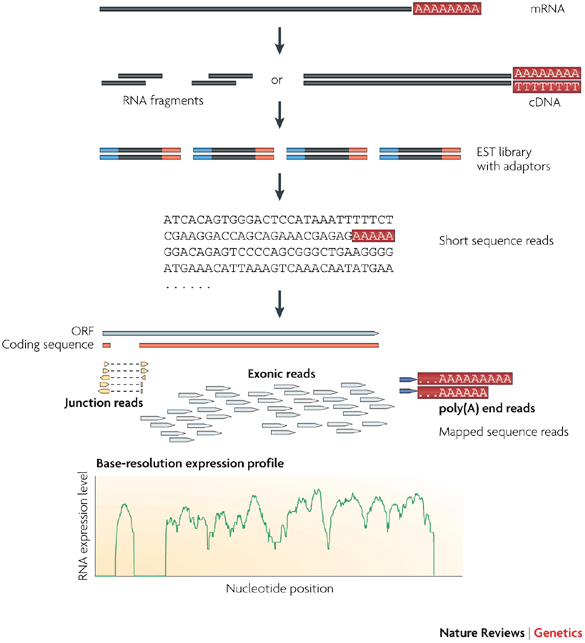 AAAAAAAA mRNA
or
AAAAAAAA
TTTTTTTT
RNA fragments
cDNA
EST library
with adaptors
ATCACAGTGGGACTCCATAAATTTTTCT
CGAAGGACCAGCAGAAACGAGAGAAAAA
GGACAGAGTCCCCAGCGGGCTGAAGGGG
ATGAAACATTAAAGTCAAACAATATGAA
......
Short sequence reads
ORF
Coding sequence
Junction reads
Exonic reads
...AAAAAAAAA
...AAAAAA
poly(A) end reads
Mapped sequence reads
Base-resolution expression profile
RNA expression level
Nucleotide position
Nature Reviews | Genetics